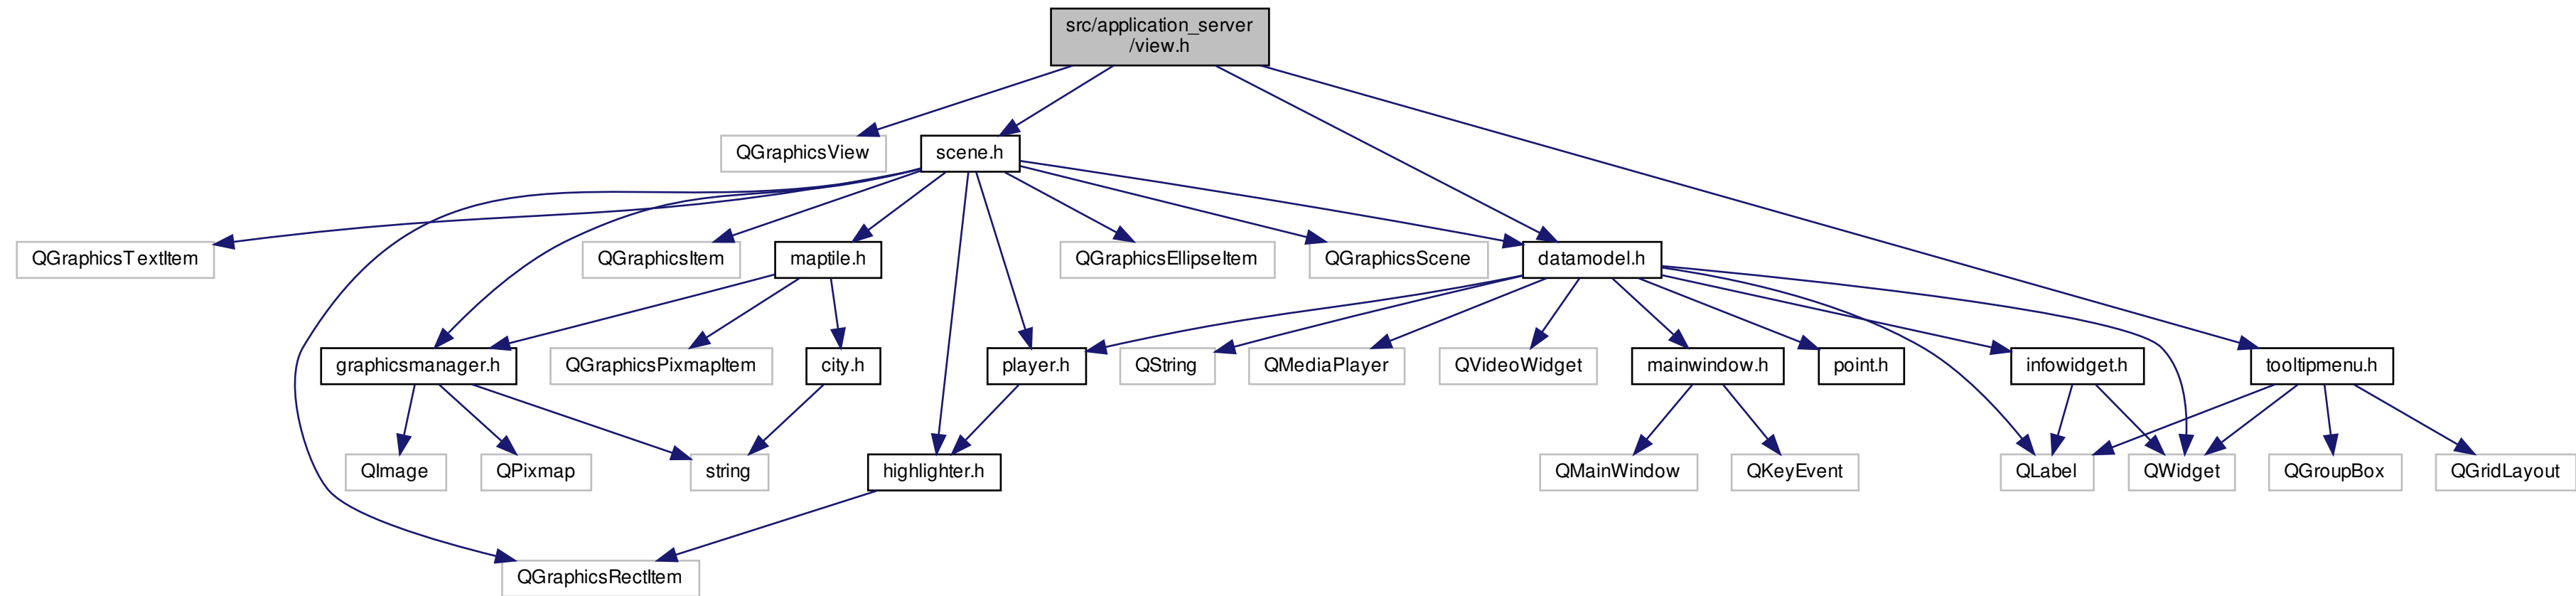 src/application_server
/view.h
QGraphicsView
scene.h
QGraphicsTextItem
QGraphicsItem
maptile.h
QGraphicsEllipseItem
QGraphicsScene
datamodel.h
graphicsmanager.h
QGraphicsPixmapItem
city.h
player.h
QString
QMediaPlayer
QVideoWidget
mainwindow.h
point.h
infowidget.h
tooltipmenu.h
QImage
QPixmap
string
highlighter.h
QMainWindow
QKeyEvent
QLabel
QWidget
QGroupBox
QGridLayout
QGraphicsRectItem